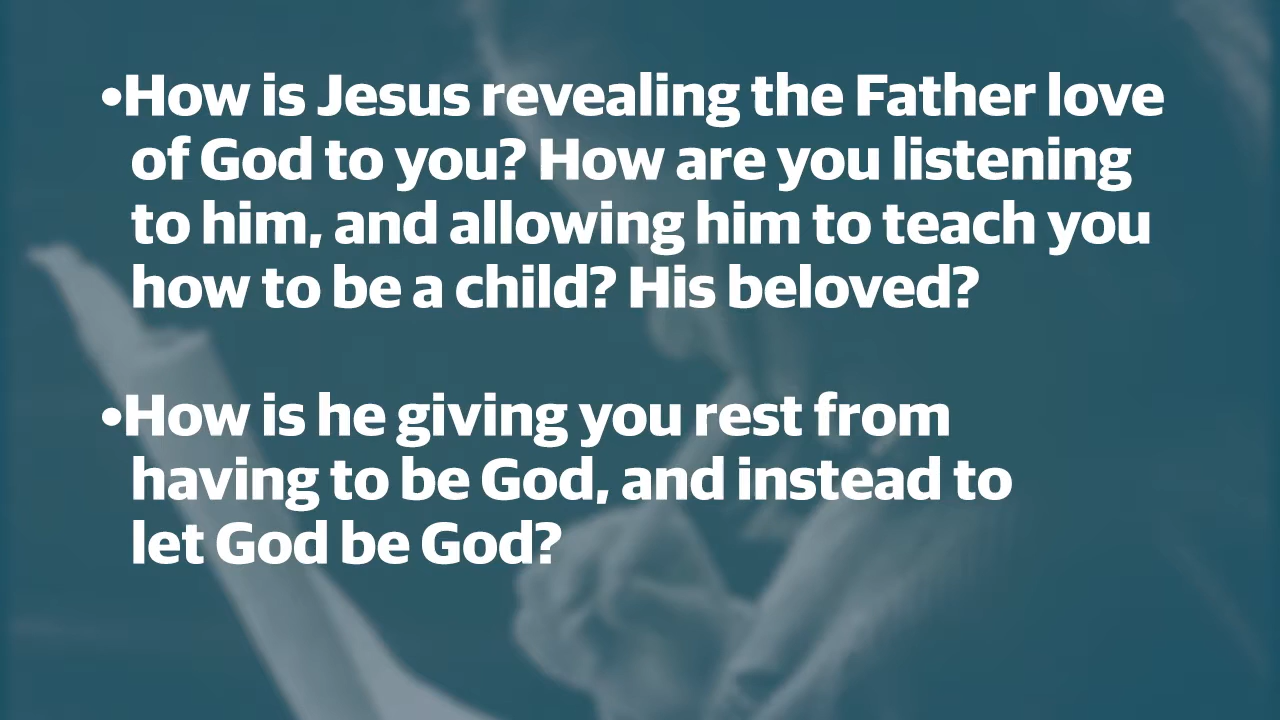 •How is Jesus revealing the Father love
of God to you? How are you listening
to him, and allowing him to teach you
how to be a child? His beloved?
•How is he giving you rest from
having to be God, and instead to
let God be God?